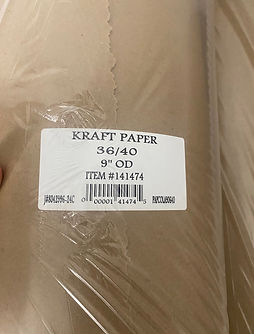 KRAFT PAPER
36/40
9" OD
ITEM #141474
0 00001 41474 5